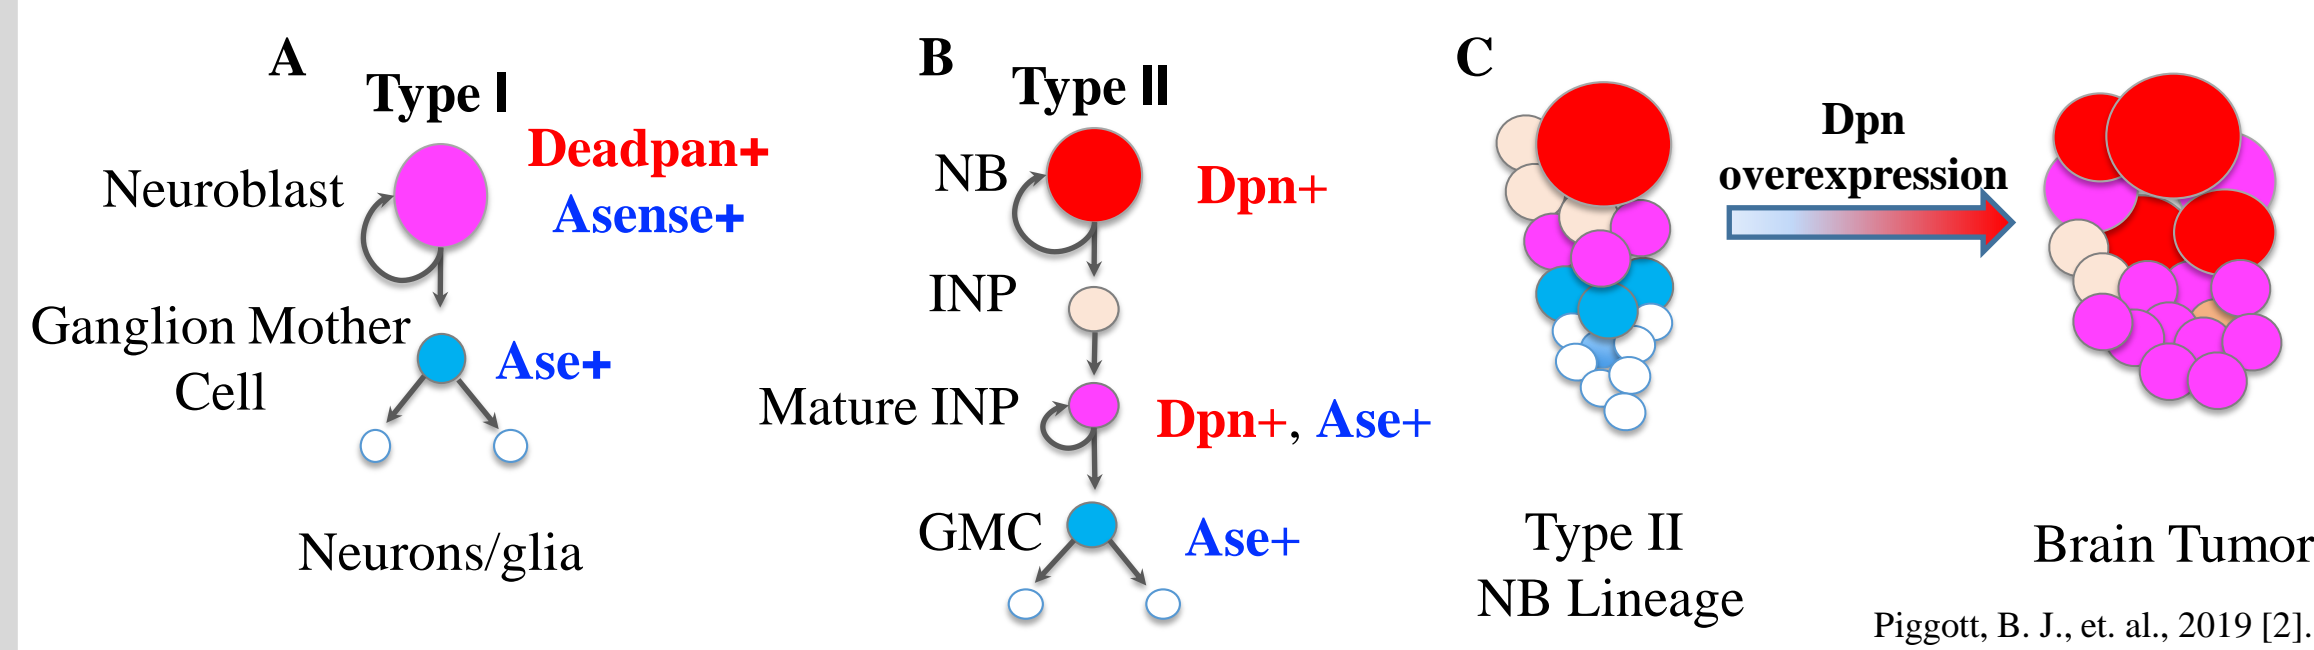 A
Type I
Neuroblast
Deadpan+
Asense+
Ganglion Mother
Cell
Ase+
Neurons/glia
B
Type II
NB
Dpn+
INP
Mature INP
Dpn+, Ase+
GMC
Ase+
C
Dpn
overexpression
Type II
NB Lineage
Brain Tumor
Piggott, B. J., et. al., 2019 [2].